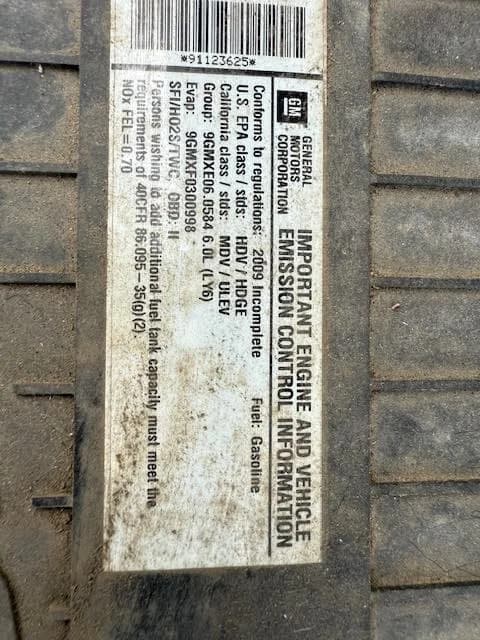 *91123625*
GM
GENERAL
MOTORS
CORPORATION
IMPORTANT ENGINE AND VEHICLE
EMISSION CONTROL INFORMATION
Conforms to regulations: 2009 Incomplete Fuel: Gasoline
U.S. EPA class / stds: HDV / HDGE
California class / stds: MDV / ULEV
Group: 9GMXE06.0584 6.0L (LY6)
Evap: 9GMXF0300998
SFI/HO2S/TWC, OBD: II
Persons wishing to add additional fuel tank capacity must meet the
requirements of 40CFR 86.095-35(g)(2).
NOx FEL=0.70